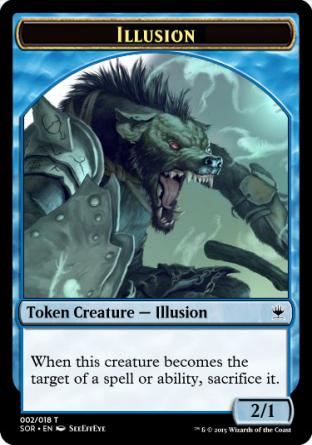 ILLUSION
Token Creature — Illusion
When this creature becomes the
target of a spell or ability, sacrifice it.
2/1
002/018 T
SOR • EN SEEEFFEYE
™ & © 2015 Wizards of the Coast